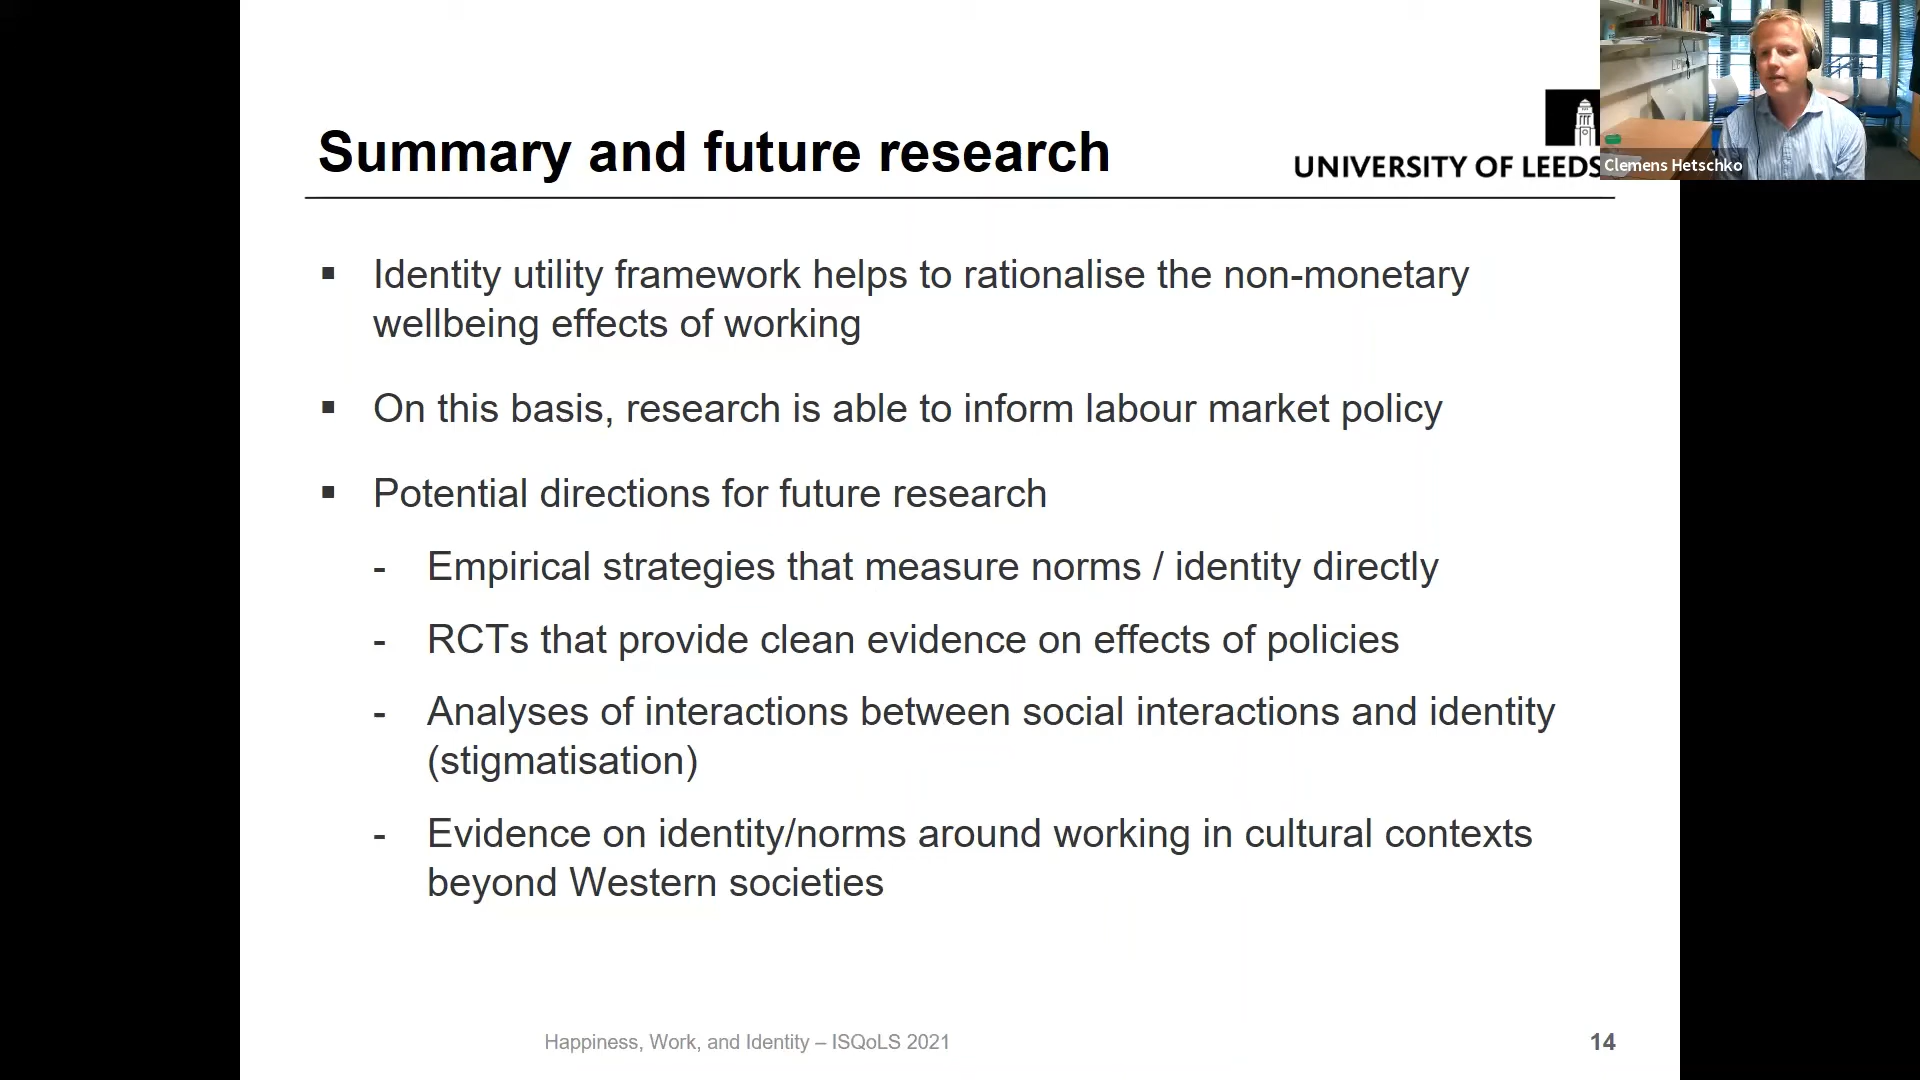 Summary and future research
UNIVERSITY OF LEEDS
Clemens Hetschko
▪ Identity utility framework helps to rationalise the non-monetary
wellbeing effects of working
▪ On this basis, research is able to inform labour market policy
▪ Potential directions for future research
- Empirical strategies that measure norms / identity directly
- RCTs that provide clean evidence on effects of policies
- Analyses of interactions between social interactions and identity
(stigmatisation)
- Evidence on identity/norms around working in cultural contexts
beyond Western societies
Happiness, Work, and Identity – ISQoLS 2021
14